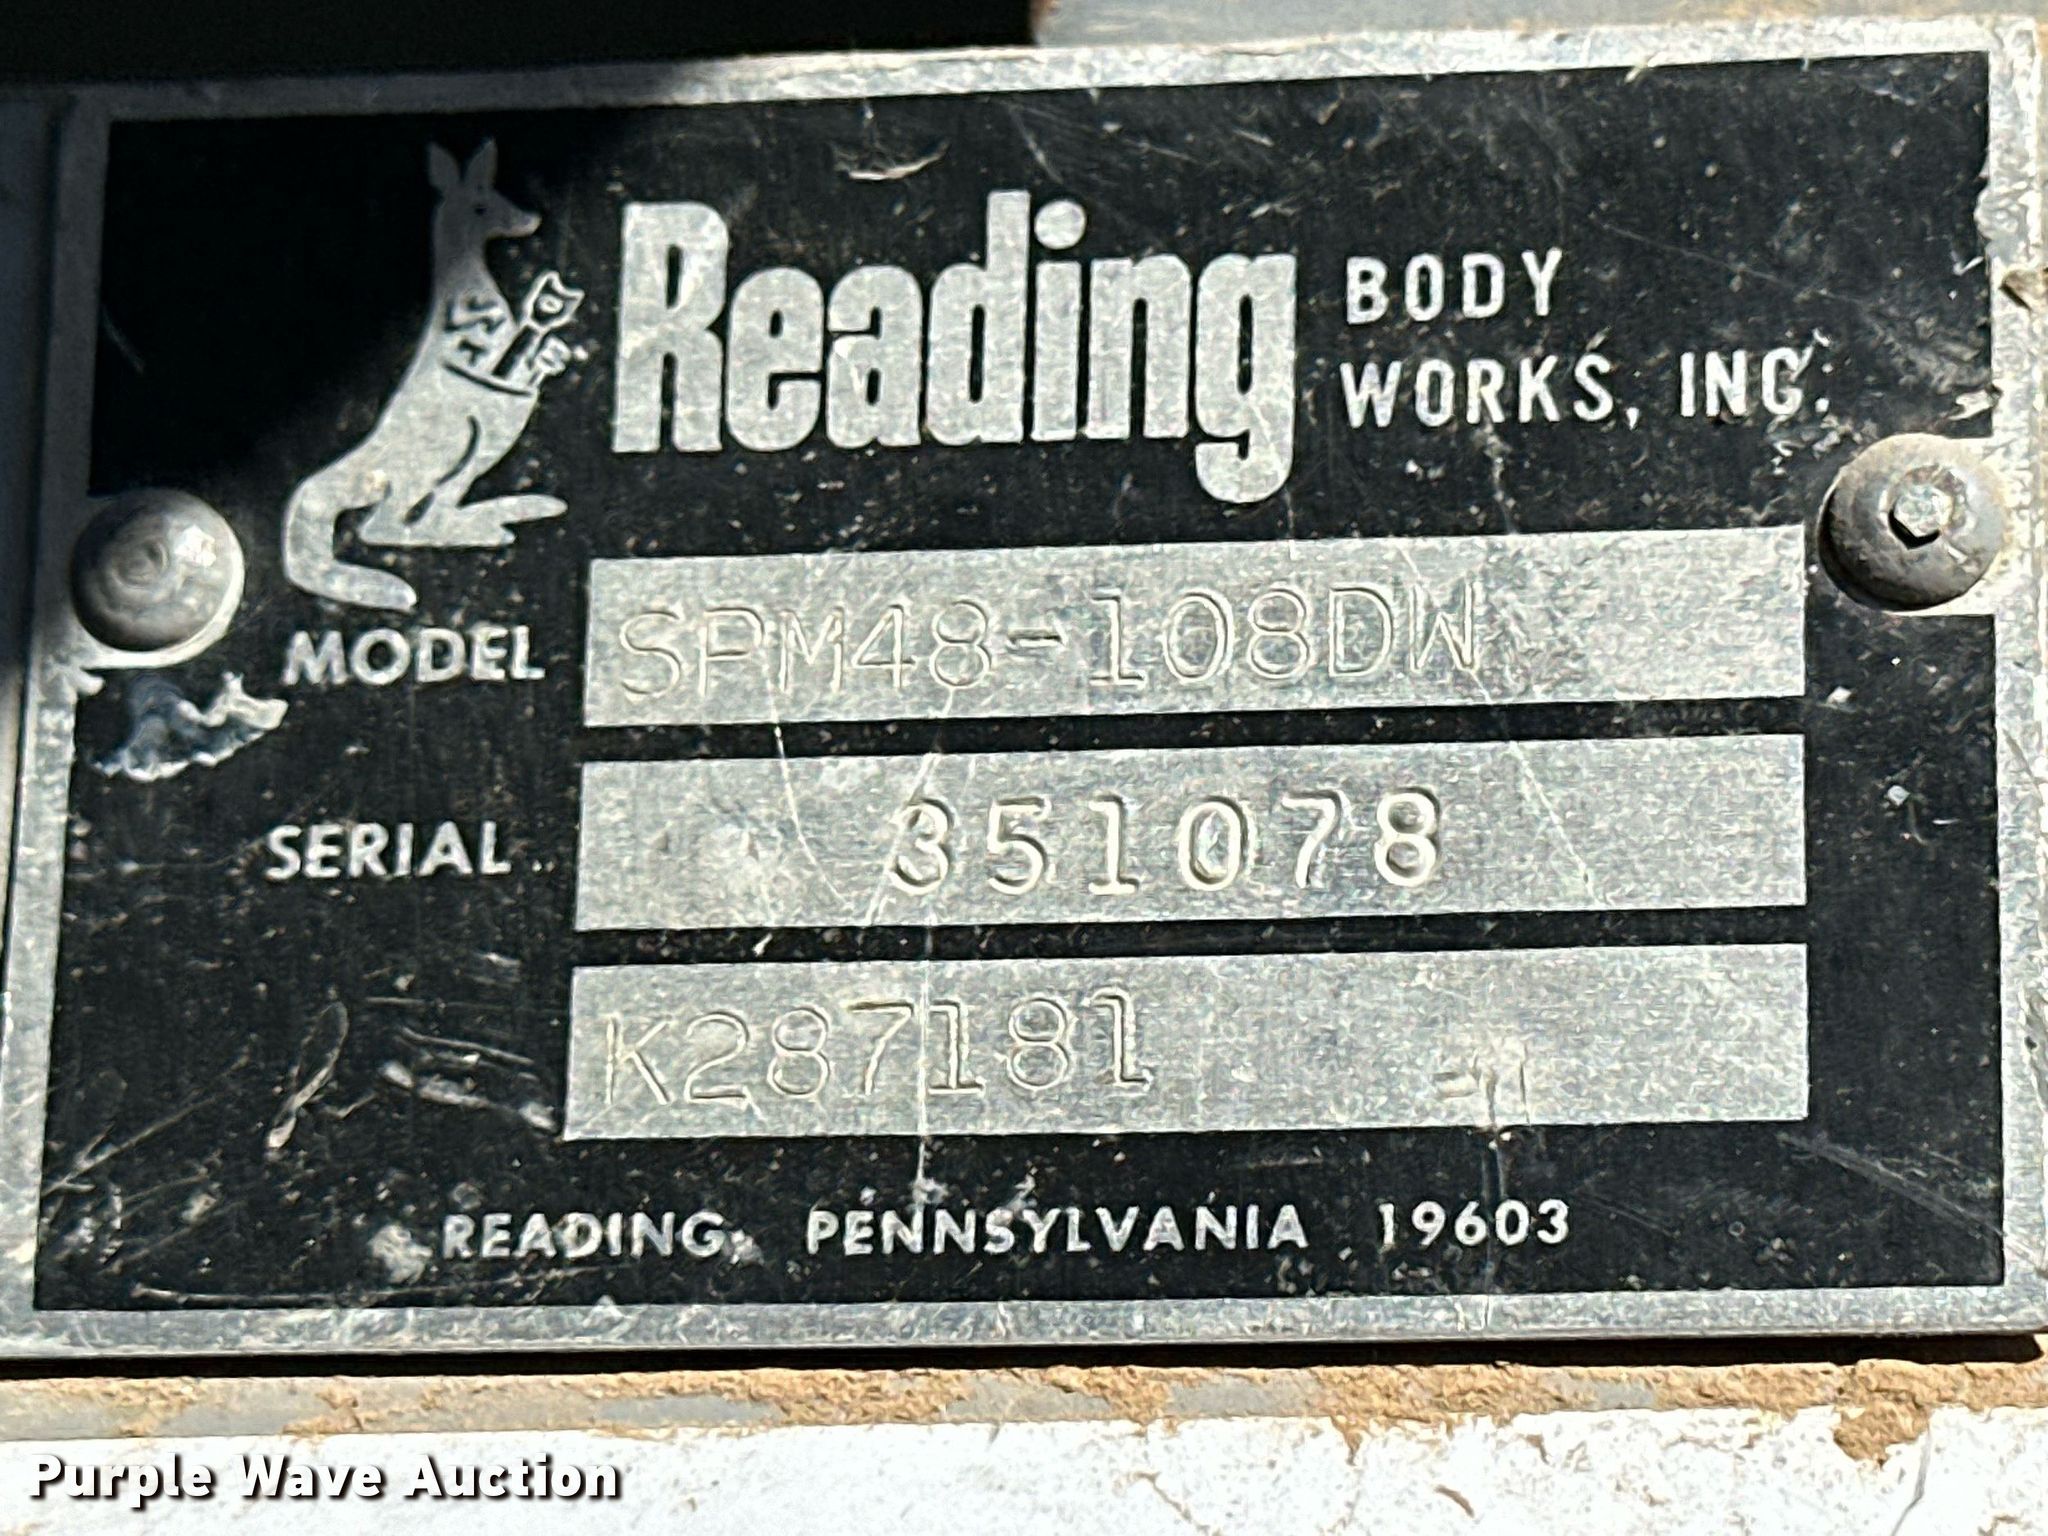 Reading BODY
WORKS, INC.
MODEL SPM48-108DW
SERIAL 351078
K287181
READING, PENNSYLVANIA 19603
Purple Wave Auction